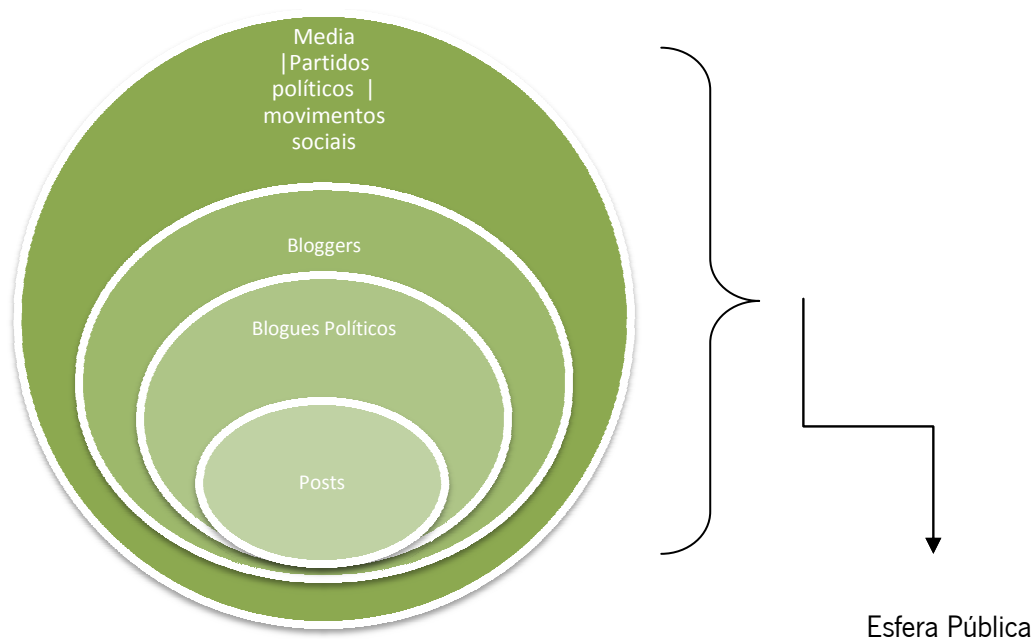 Media
|Partidos
políticos |
movimentos
sociais
Bloggers
Blogues Políticos
Posts
Esfera Pública